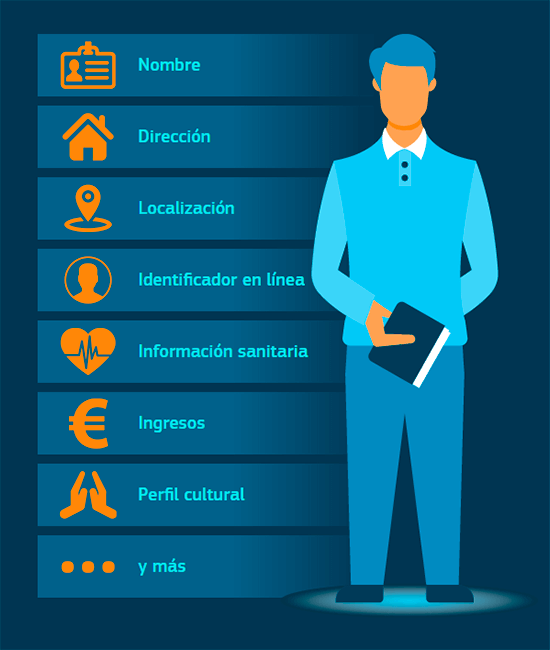 Nombre
Dirección
Localización
Identificador en línea
Información sanitaria
Ingresos
Perfil cultural
y más